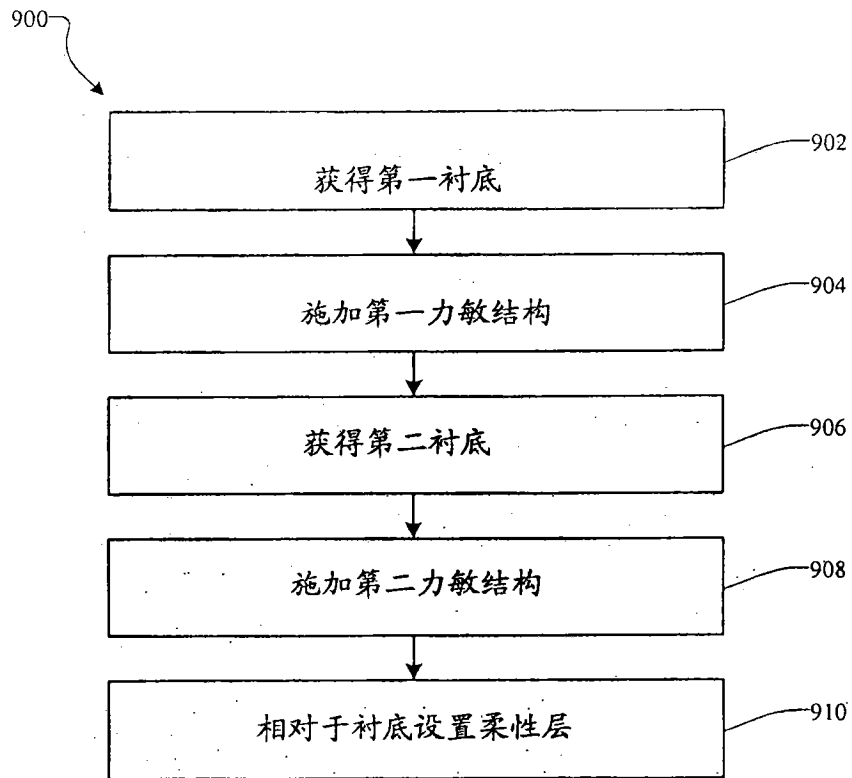 900
获得第一衬底
902
施加第一力敏结构
904
获得第二衬底
906
施加第二力敏结构
908
相对于衬底设置柔性层
910